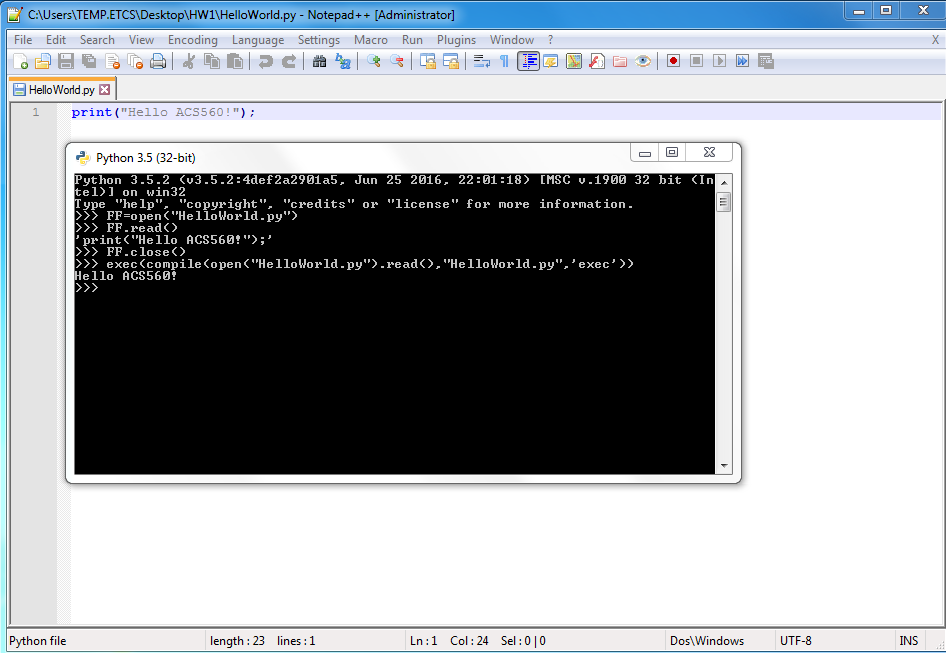 C:\Users\TEMP.ETCS\Desktop\HW1\HelloWorld.py - Notepad++ [Administrator]
File Edit Search View Encoding Language Settings Macro Run Plugins Window ? X
HelloWorld.py
1 print("Hello ACS560!");
Python 3.5 (32-bit)
Python 3.5.2 (v3.5.2:4def2a2901a5, Jun 25 2016, 22:01:18) [MSC v.1900 32 bit (In
tel)] on win32
Type "help", "copyright", "credits" or "license" for more information.
>>> FF=open("HelloWorld.py")
>>> FF.read()
'print("Hello ACS560!");'
>>> FF.close()
>>> exec(compile(open("HelloWorld.py").read(),"HelloWorld.py",'exec'))
Hello ACS560!
>>>
Python file length : 23 lines : 1 Ln : 1 Col : 24 Sel : 0 | 0 Dos\Windows UTF-8 INS